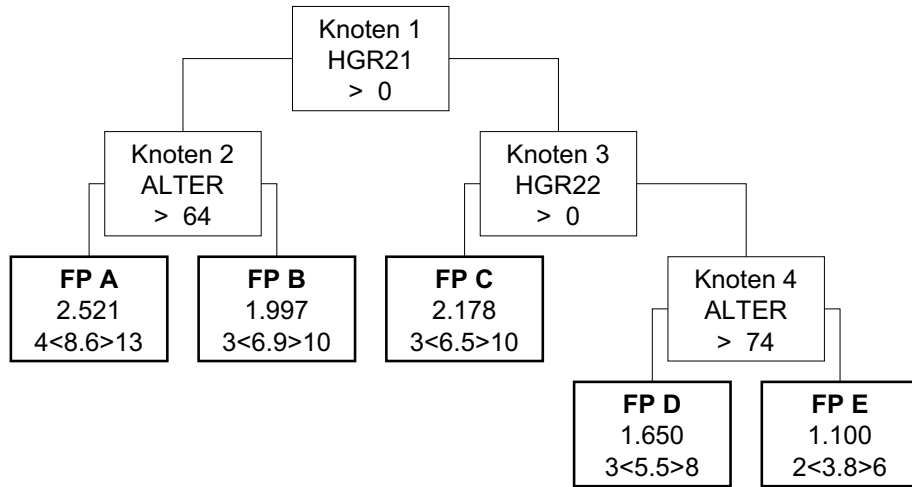 Knoten 1
HGR21
> 0
Knoten 2
ALTER
> 64
Knoten 3
HGR22
> 0
FP A
2.521
4<8.6>13
FP B
1.997
3<6.9>10
FP C
2.178
3<6.5>10
Knoten 4
ALTER
> 74
FP D
1.650
3<5.5>8
FP E
1.100
2<3.8>6